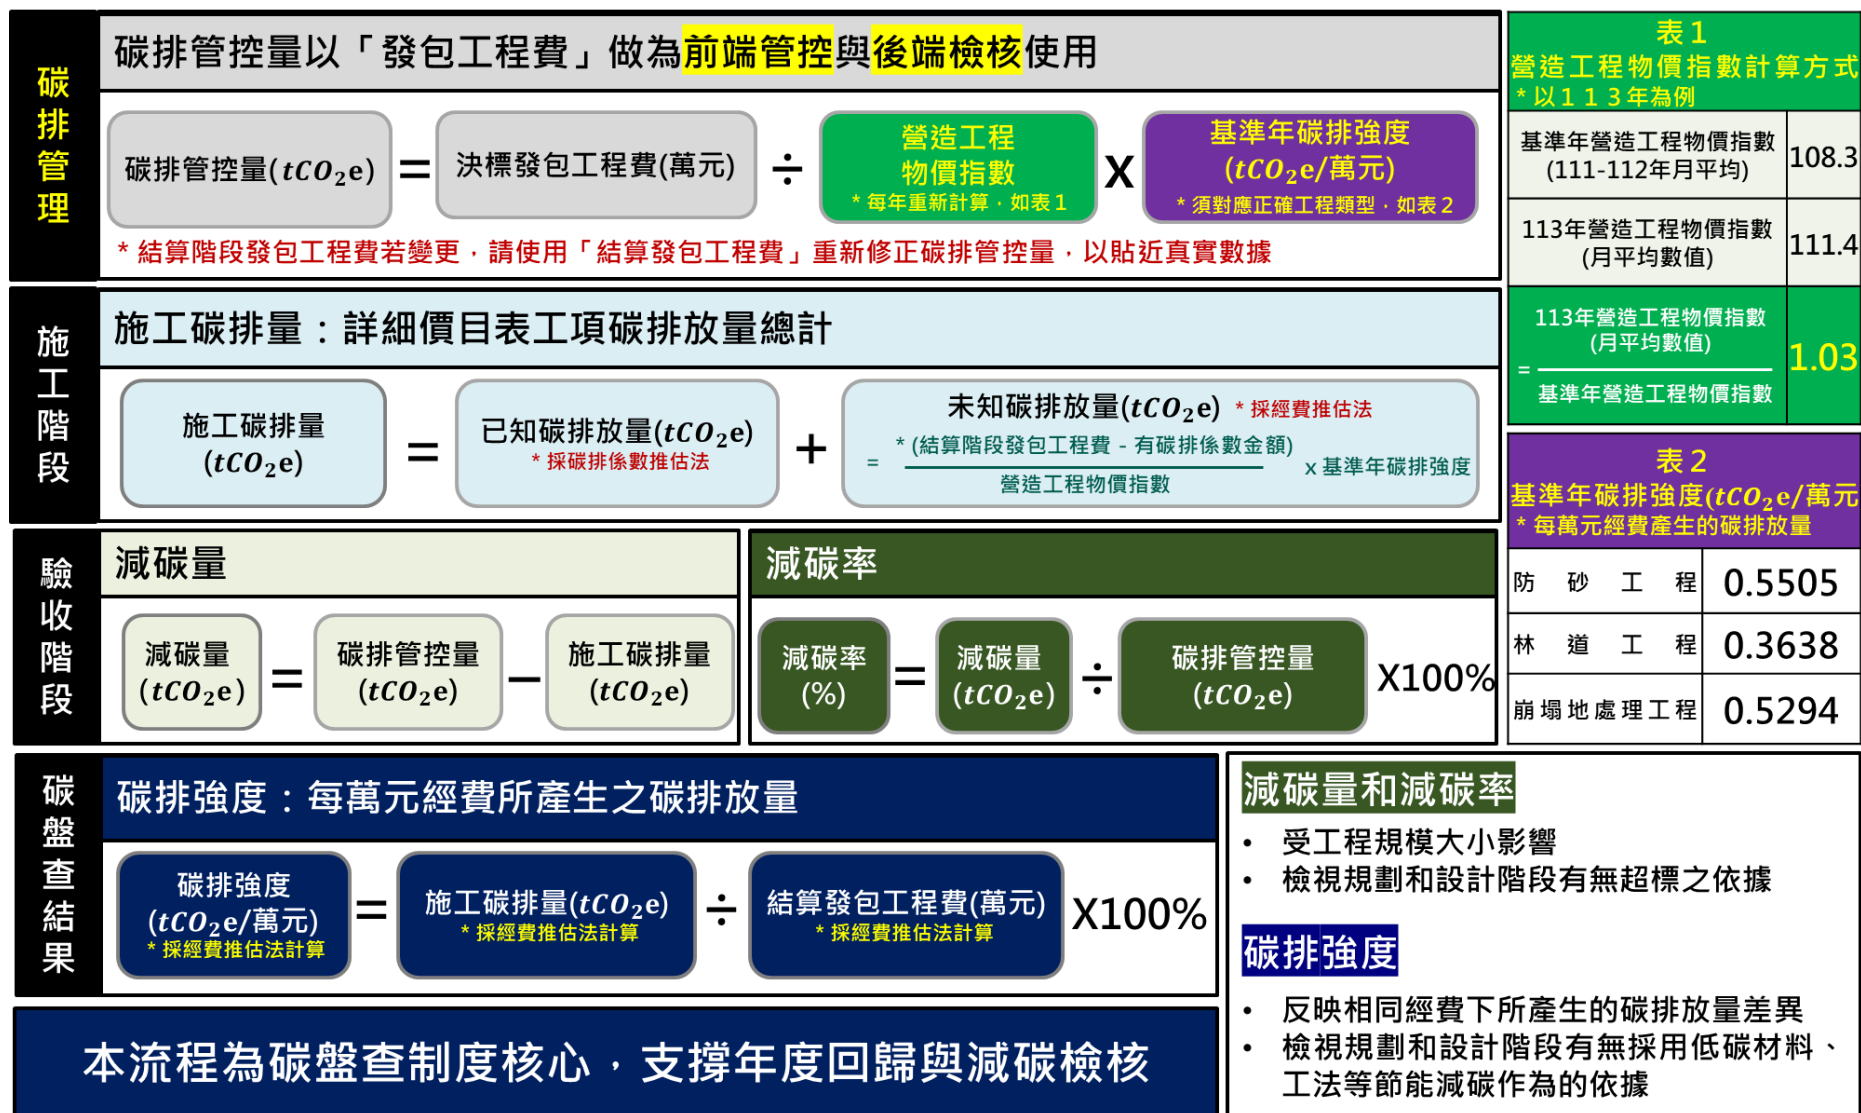 碳排管理
碳排管控量以「發包工程費」做為前端管控與後端檢核使用
碳排管控量(tCO₂e)
=
決標發包工程費(萬元)
÷
營造工程
物價指數
* 每年重新計算，如表1
X
基準年碳排強度
(tCO₂e/萬元)
* 須對應正確工程類型，如表2
* 結算階段發包工程費若變更，請使用「結算發包工程費」重新修正碳排管控量，以貼近真實數據
施工階段
施工碳排量：詳細價目表工項碳排放量總計
施工碳排量
(tCO₂e)
=
已知碳排放量(tCO₂e)
* 採碳排係數推估法
+
未知碳排放量(tCO₂e) * 採經費推估法
* (結算階段發包工程費 - 有碳排係數金額)
=
營造工程物價指數
x 基準年碳排強度
驗收階段
減碳量
減碳量
(tCO₂e)
=
碳排管控量
(tCO₂e)
−
施工碳排量
(tCO₂e)
減碳率
減碳率
(%)
=
減碳量
(tCO₂e)
÷
碳排管控量
(tCO₂e)
X100%
碳盤查結果
碳排強度：每萬元經費所產生之碳排放量
碳排強度
(tCO₂e/萬元)
* 採經費推估法計算
=
施工碳排量(tCO₂e)
* 採經費推估法計算
÷
結算發包工程費(萬元)
* 採經費推估法計算
X100%
本流程為碳盤查制度核心，支撐年度回歸與減碳檢核
表1
營造工程物價指數計算方式
* 以113年為例
基準年營造工程物價指數
(111-112年月平均)
108.3
113年營造工程物價指數
(月平均數值)
111.4
113年營造工程物價指數
(月平均數值)
=
基準年營造工程物價指數
1.03
表2
基準年碳排強度(tCO₂e/萬元
* 每萬元經費產生的碳排放量
防砂工程 0.5505
林道工程 0.3638
崩塌地處理工程 0.5294
減碳量和減碳率
• 受工程規模大小影響
• 檢視規劃和設計階段有無超標之依據
碳排強度
• 反映相同經費下所產生的碳排放量差異
• 檢視規劃和設計階段有無採用低碳材料、
工法等節能減碳作為的依據